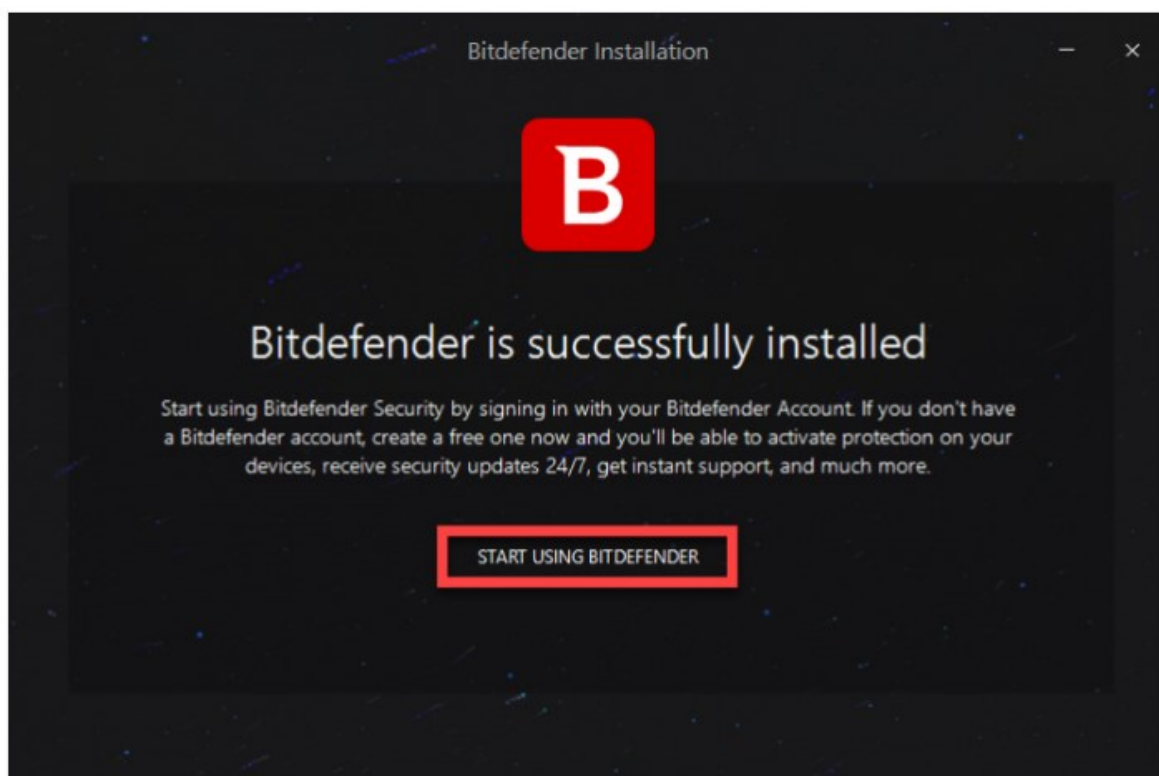 Bitdefender Installation
B
Bitdefender is successfully installed
Start using Bitdefender Security by signing in with your Bitdefender Account. If you don't have
a Bitdefender account, create a free one now and you'll be able to activate protection on your
devices, receive security updates 24/7, get instant support, and much more.
START USING BITDEFENDER